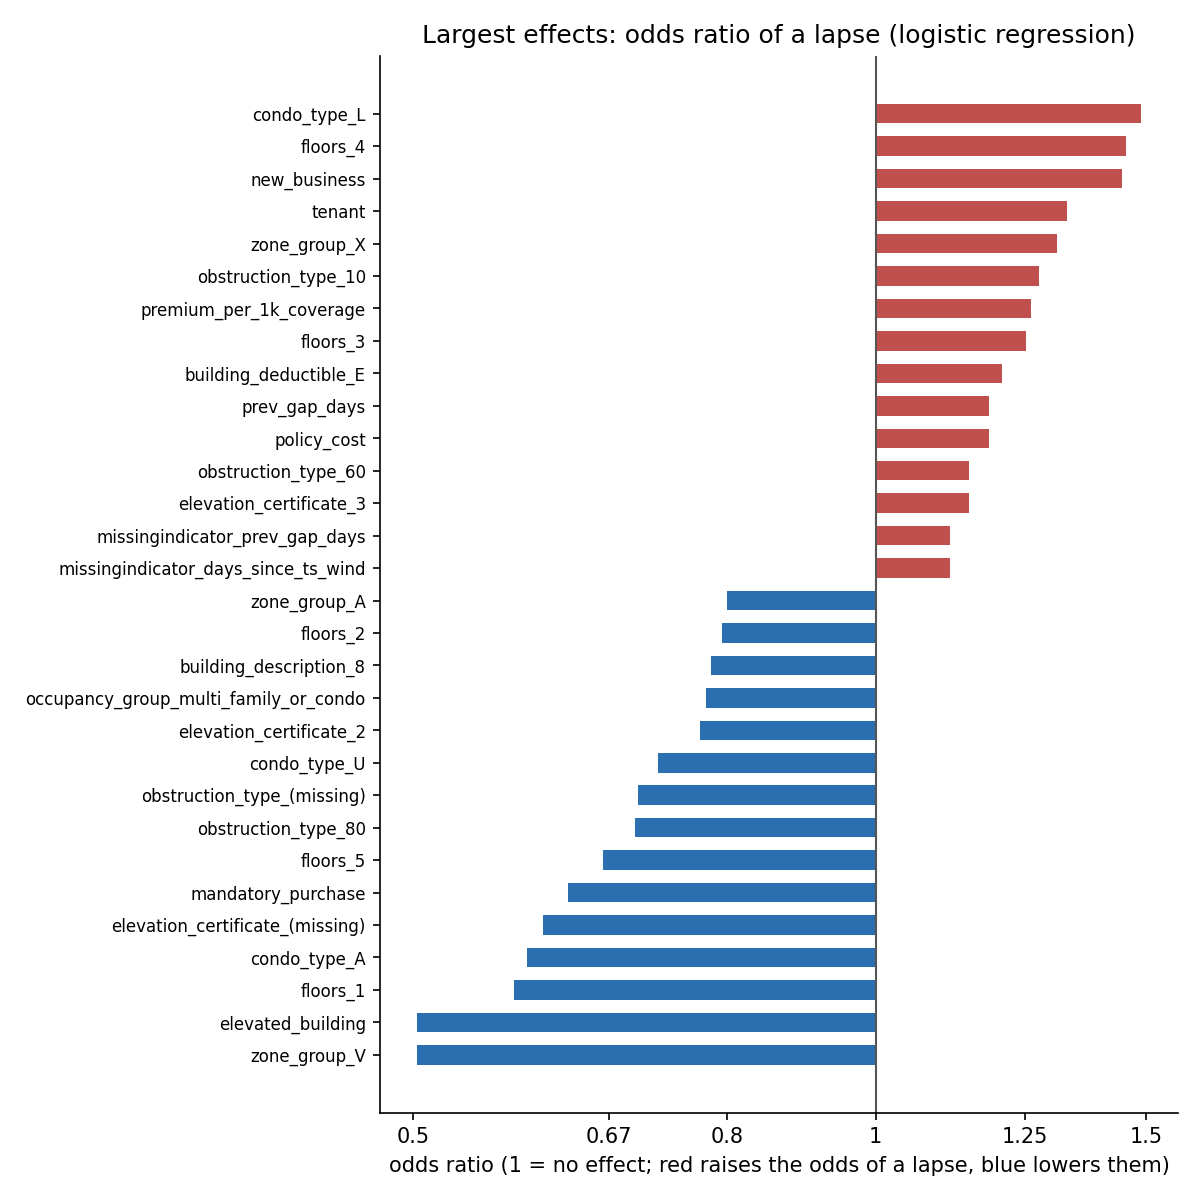 Largest effects: odds ratio of a lapse (logistic regression)
condo_type_L
floors_4
new_business
tenant
zone_group_X
obstruction_type_10
premium_per_1k_coverage
floors_3
building_deductible_E
prev_gap_days
policy_cost
obstruction_type_60
elevation_certificate_3
missingindicator_prev_gap_days
missingindicator_days_since_ts_wind
zone_group_A
floors_2
building_description_8
occupancy_group_multi_family_or_condo
elevation_certificate_2
condo_type_U
obstruction_type_(missing)
obstruction_type_80
floors_5
mandatory_purchase
elevation_certificate_(missing)
condo_type_A
floors_1
elevated_building
zone_group_V
0.5 0.67 0.8 1 1.25 1.5
odds ratio (1 = no effect; red raises the odds of a lapse, blue lowers them)